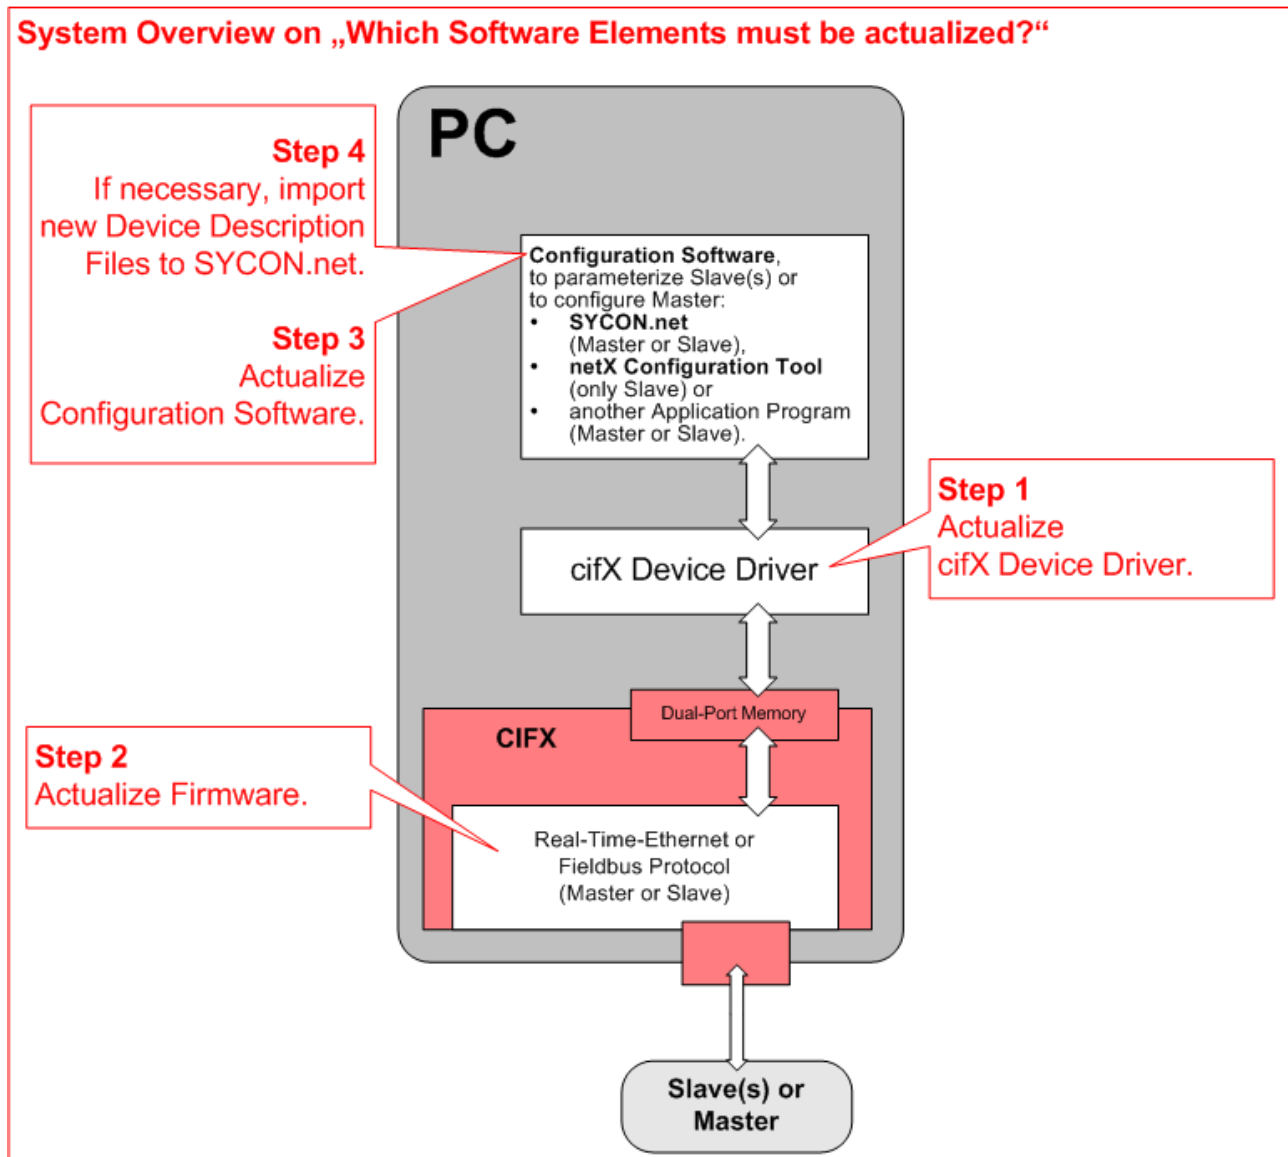 System Overview on „Which Software Elements must be actualized?“
PC
Step 4
If necessary, import
new Device Description
Files to SYCON.net.
Step 3
Actualize
Configuration Software.
Configuration Software,
to parameterize Slave(s) or
to configure Master:
• SYCON.net
(Master or Slave),
• netX Configuration Tool
(only Slave) or
• another Application Program
(Master or Slave).
Step 1
Actualize
cifX Device Driver.
cifX Device Driver
Dual-Port Memory
CIFX
Step 2
Actualize Firmware.
Real-Time-Ethernet or
Fieldbus Protocol
(Master or Slave)
Slave(s) or
Master